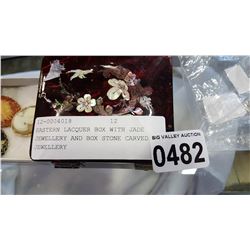 12-0004018 12
EASTERN LACQUER BOX WITH JADE
JEWELLERY AND BOX STONE CARVED
JEWELLERY
BIG VALLEY AUCTION
0482